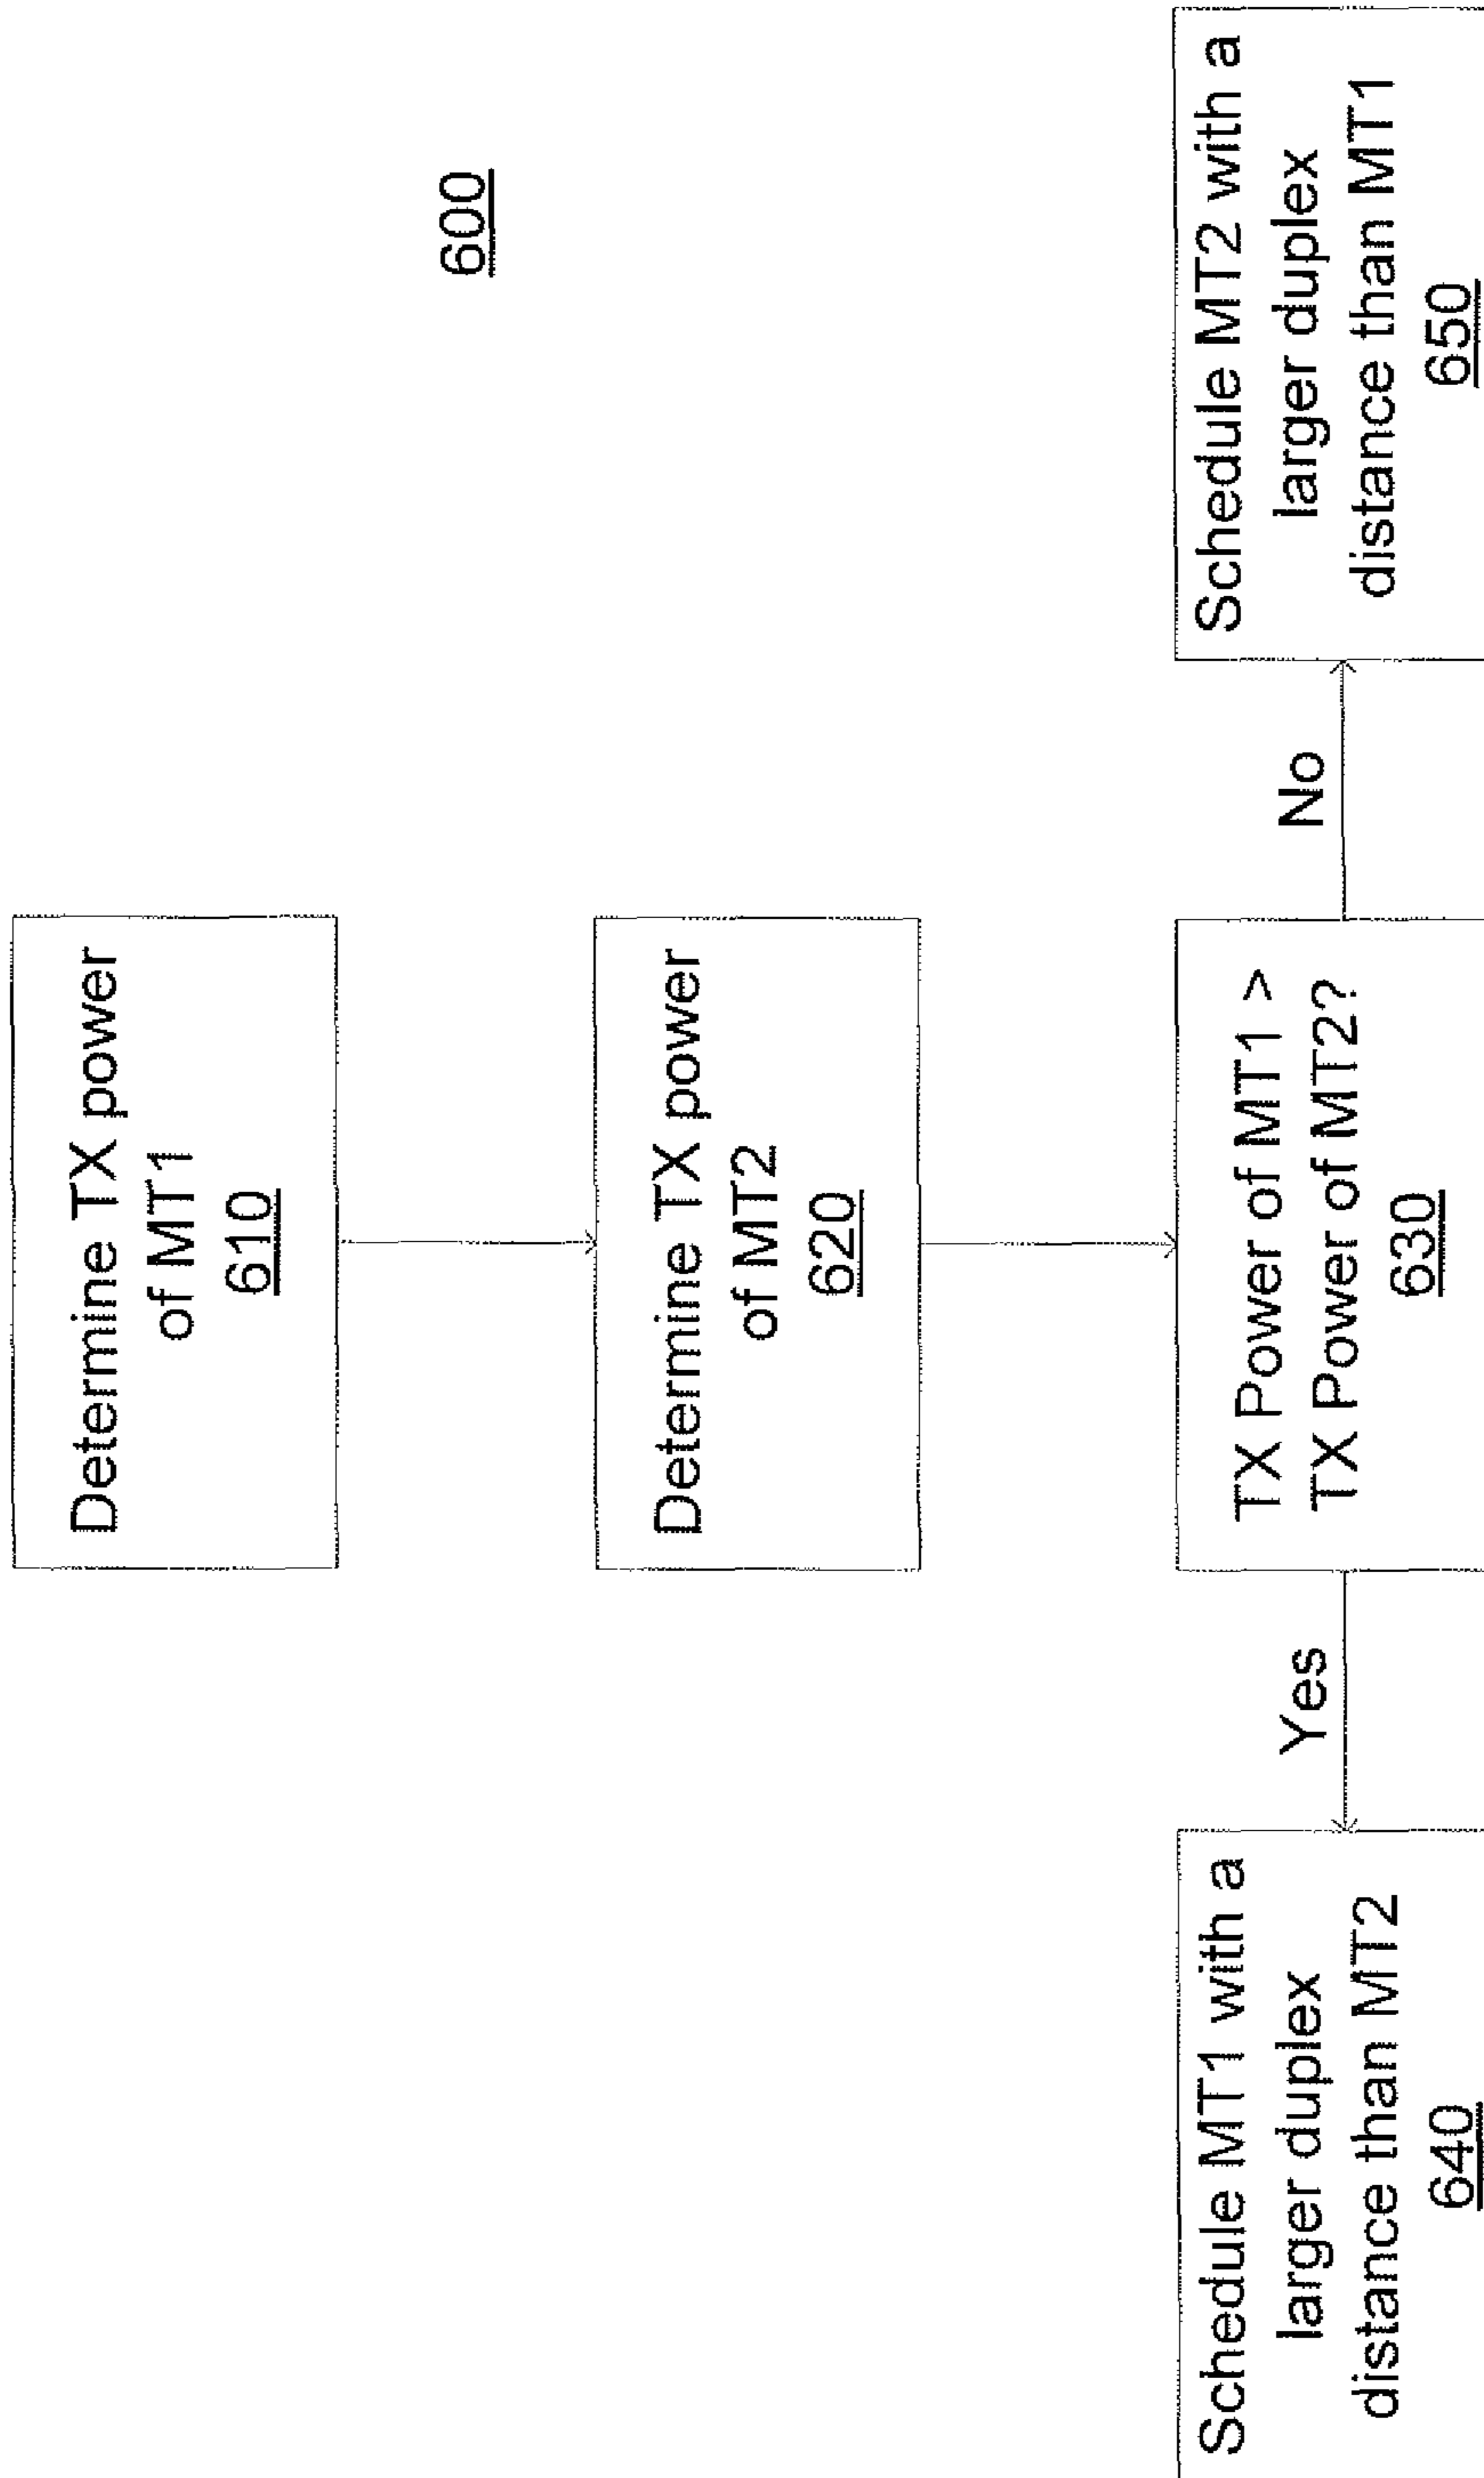 Determine TX power
of MT1
610
600
Determine TX power
of MT2
620
TX Power of MT1 >
TX Power of MT2?
630
Yes
No
Schedule MT1 with a
larger duplex
distance than MT2
640
Schedule MT2 with a
larger duplex
distance than MT1
650